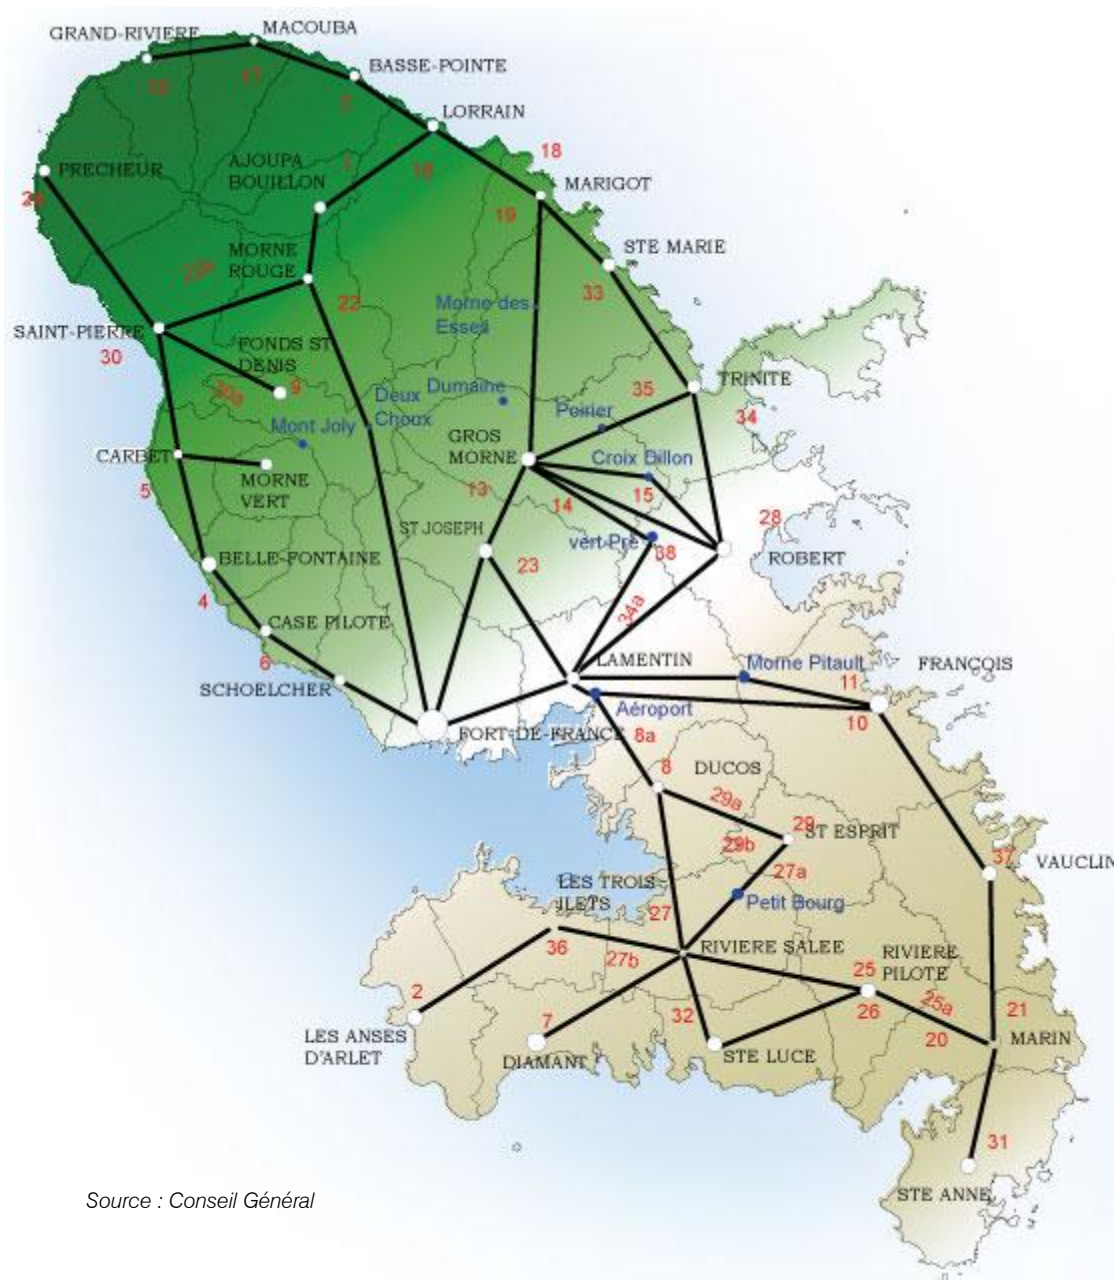 GRAND-RIVIERE
MACOUBA
BASSE-POINTE
17
LORRAIN
18
AJOUPA
BOUILLON
1
16
PRECHEUR
MARIGOT
19
STE MARIE
MORNE
ROUGE
22
33
Morne des
Esses
SAINT-PIERRE
30
FONDS ST
DENIS
30a
9
Deux
Choux
Dumaine
35
TRINITE
Poirier
34
Mont Joly
GROS
MORNE
CARBET
Croix Billon
5
MORNE
VERT
13
14
15
28
ST JOSEPH
vert-Pré
38
ROBERT
BELLE-FONTAINE
23
4
34a
CASE PILOTE
6
LAMENTIN
Morne Pitault
FRANÇOIS
SCHOELCHER
11
Aéroport
10
FORT-DE-FRANCE
8a
8
DUCOS
29a
29
ST ESPRIT
29b
37
VAUCLIN
27a
LES TROIS
ILETS
Petit Bourg
27
36
27b
RIVIERE SALEE
RIVIERE
PILOTE
25
2
25a
26
21
7
32
20
MARIN
LES ANSES
D'ARLET
DIAMANT
STE LUCE
31
STE ANNE
Source : Conseil Général